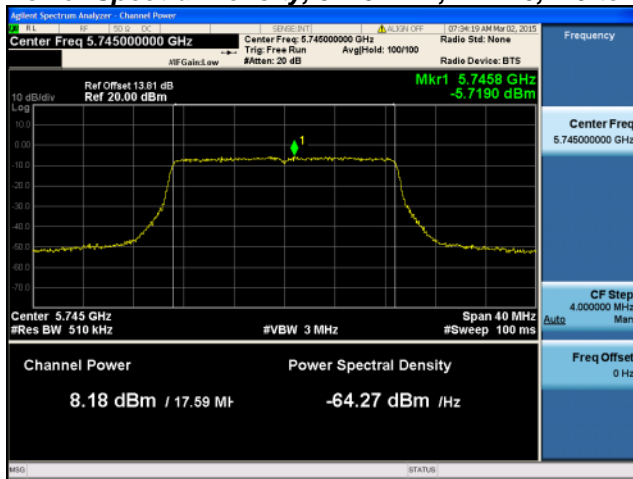 Agilent Spectrum Analyzer - Channel Power
RL RF 50 Ω DC SENSE:INT ALIGN OFF 07:34:19 AM Mar 02, 2015
Center Freq 5.745000000 GHz
Center Freq: 5.745000000 GHz
Radio Std: None
Trig: Free Run Avg|Hold: 100/100
#IFGain:Low #Atten: 20 dB Radio Device: BTS
Frequency
Mkr1 5.7458 GHz
-5.7190 dBm
Ref Offset 13.81 dB
10 dB/div Ref 20.00 dBm
Log
10.0
0.00
-10.0
-20.0
-30.0
-40.0
-50.0
-60.0
-70.0
1
Center Freq
5.745000000 GHz
Center 5.745 GHz Span 40 MHz
#Res BW 510 kHz #VBW 3 MHz #Sweep 100 ms
CF Step
4.000000 MHz
Auto Man
Channel Power Power Spectral Density
8.18 dBm / 17.59 MH -64.27 dBm /Hz
Freq Offset
0 Hz
MSG STATUS